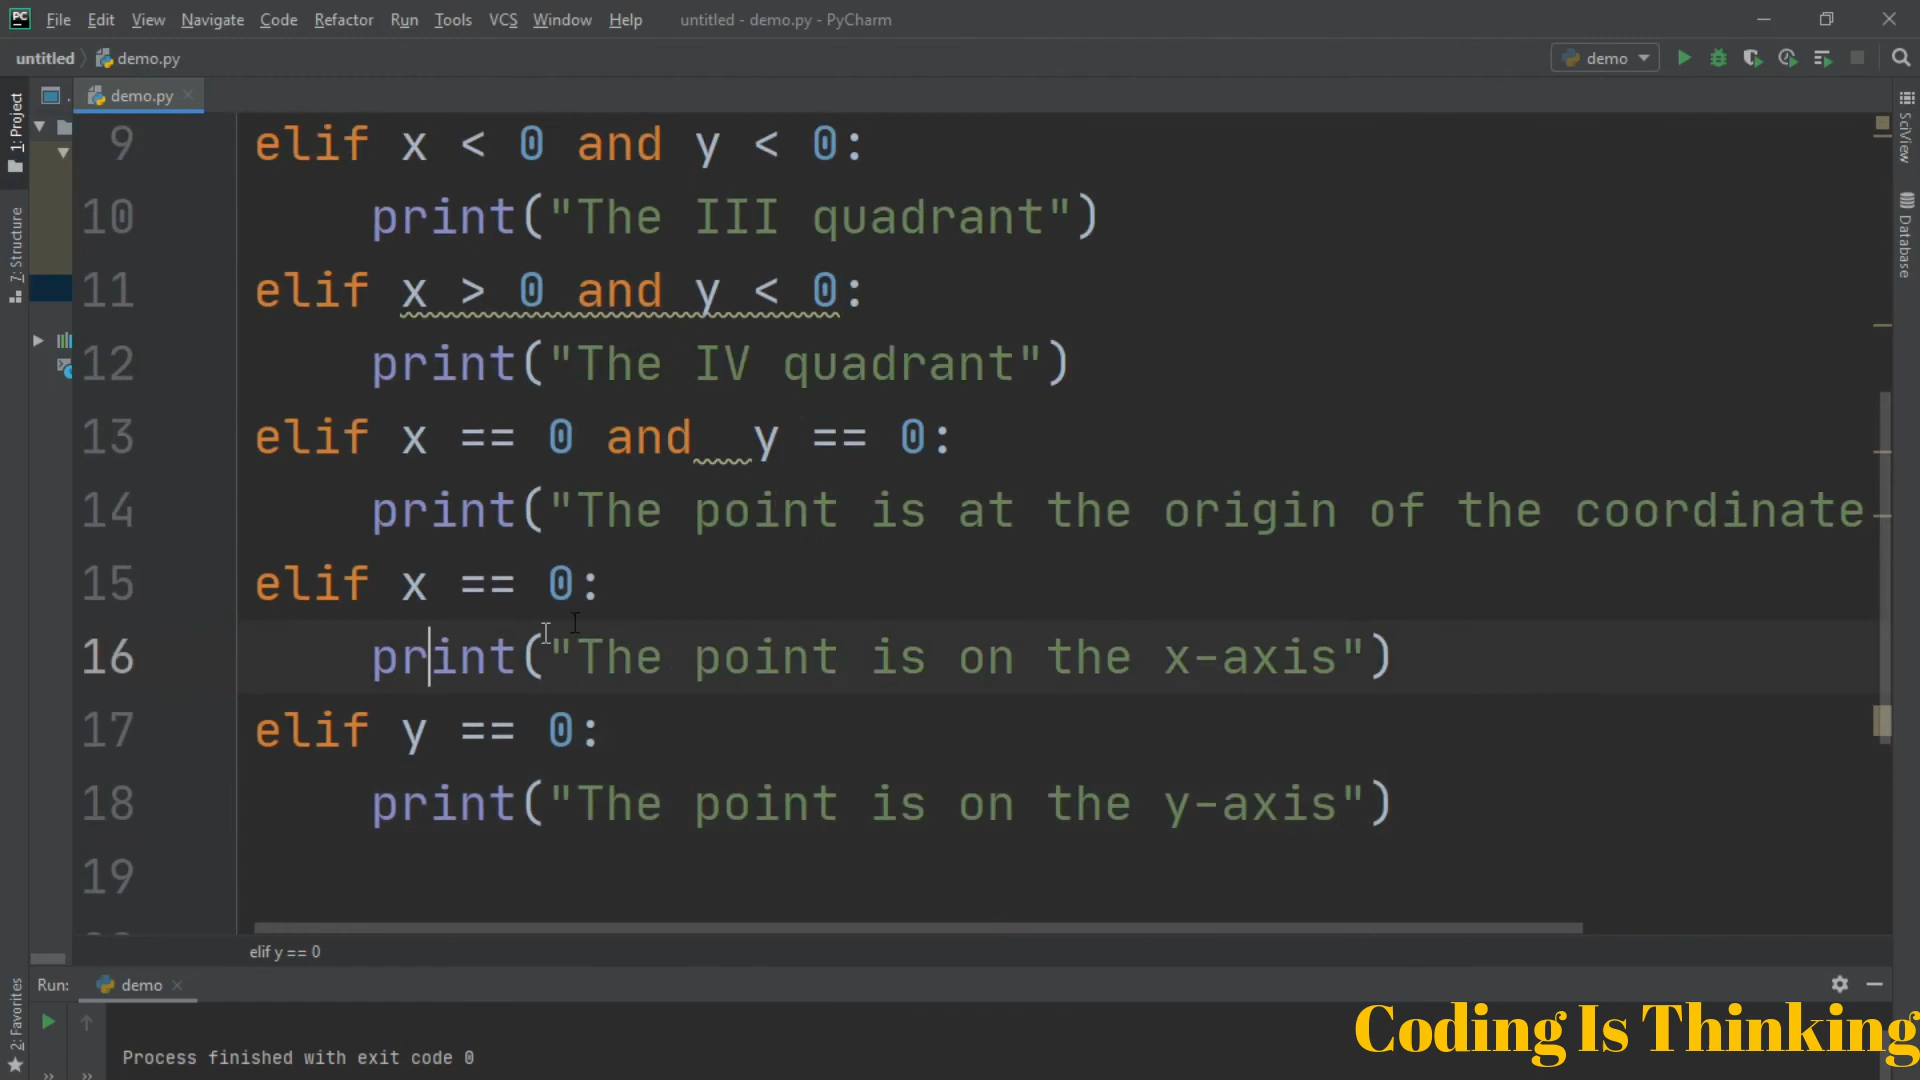 PC File Edit View Navigate Code Refactor Run Tools VCS Window Help untitled - demo.py - PyCharm
untitled demo.py demo
1: Project
demo.py
SciView
9 elif x < 0 and y < 0:
10 print("The III quadrant")
7: Structure
Database
11 elif x > 0 and y < 0:
12 print("The IV quadrant")
13 elif x == 0 and  y == 0:
14 print("The point is at the origin of the coordinate
15 elif x == 0:
16 print("The point is on the x-axis")
17 elif y == 0:
18 print("The point is on the y-axis")
19
elif y == 0
Run: demo
2: Favorites
Coding Is Thinking
Process finished with exit code 0